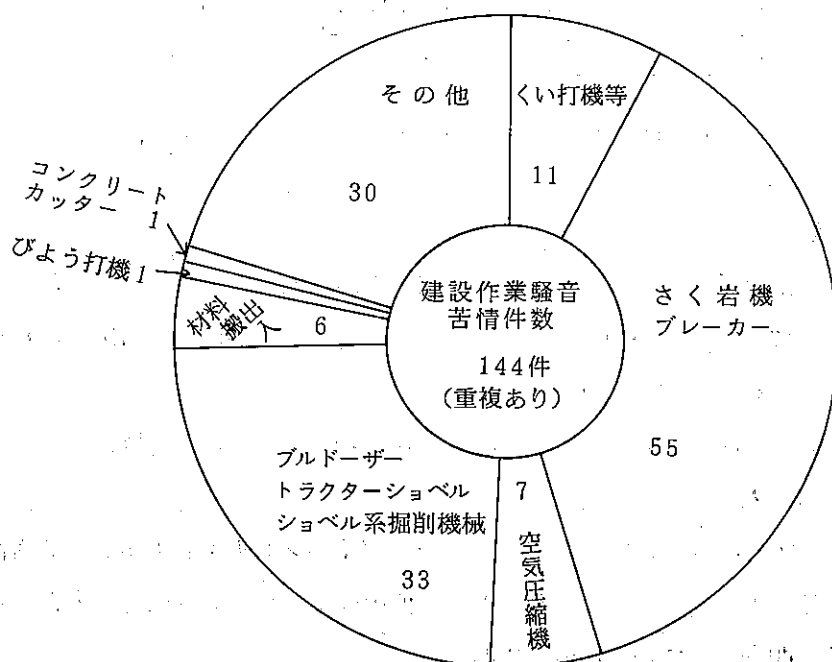 その他
30
くい打機等
11
コンクリート
カッター 1
びよう打機 1
材料
搬出
入
6
建設作業騒音
苦情件数
144件
(重複あり)
さく岩機
ブレーカー
55
ブルドーザー
トラクターショベル
ショベル系掘削機械
33
7
空気圧縮機